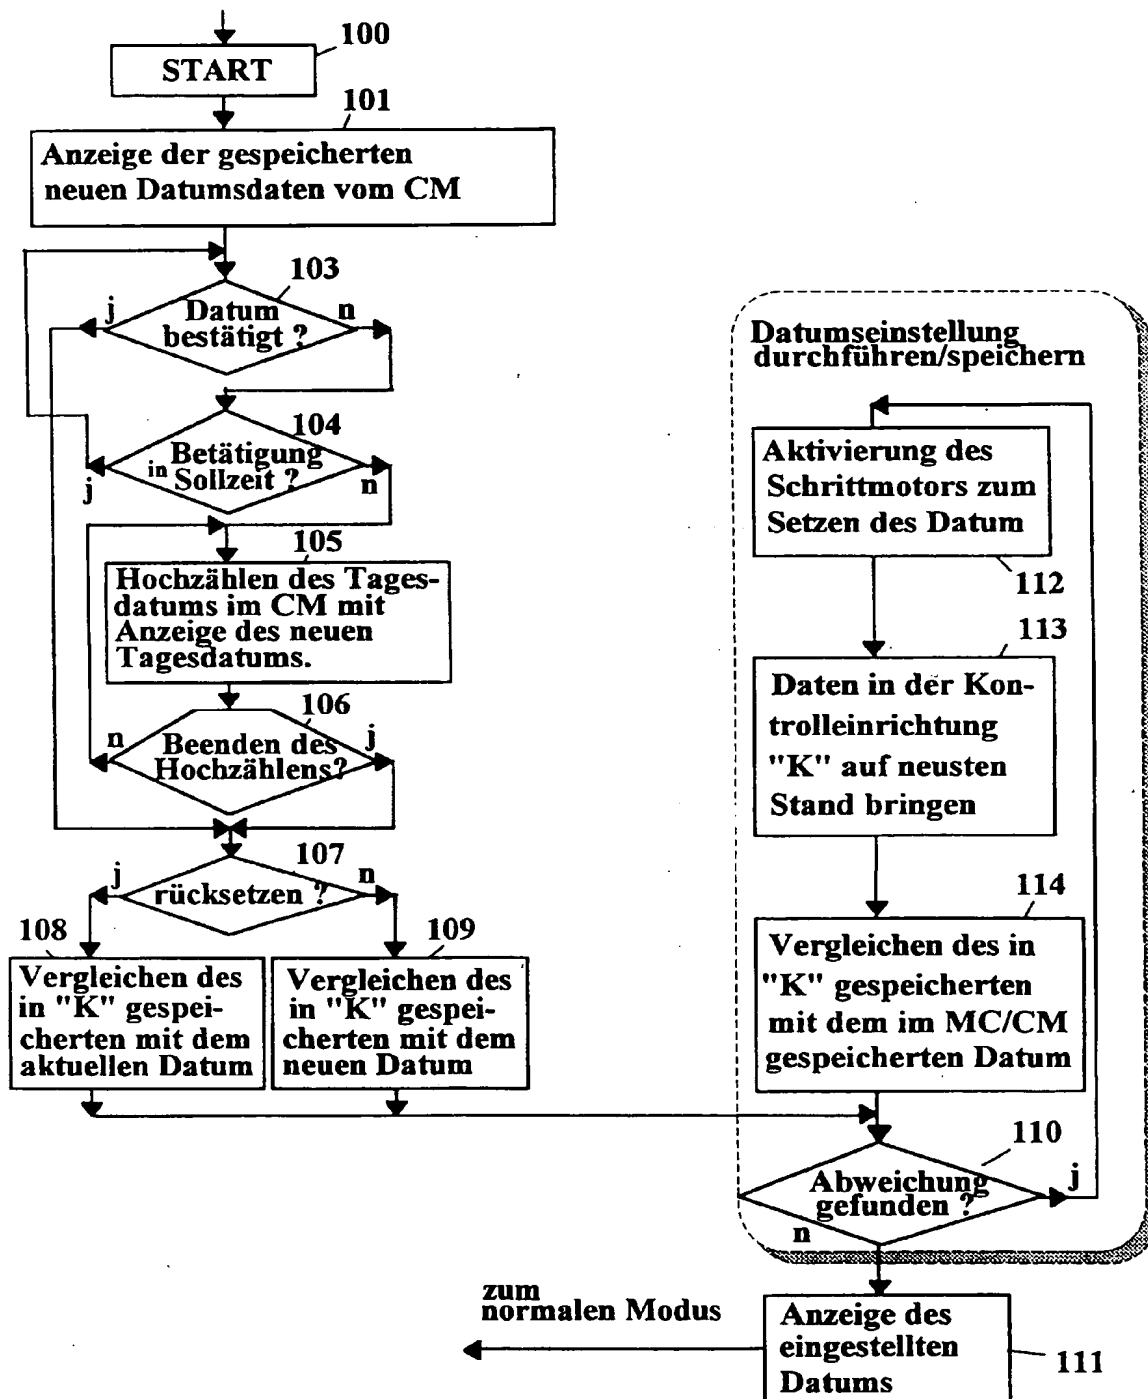 100
START
101
Anzeige der gespeicherten
neuen Datumsdaten vom CM
103
j
Datum
bestätigt ?
n
104
Betätigung
in Sollzeit ?
j
n
105
Hochzählen des Tages-
datums im CM mit
Anzeige des neuen
Tagesdatums.
106
n
Beenden des
Hochzählens?
j
107
j
rücksetzen ?
n
108
Vergleichen des
in "K" gespei-
cherten mit dem
aktuellen Datum
109
Vergleichen des
in "K" gespei-
cherten mit dem
neuen Datum
Datumseinstellung
durchführen/speichern
Aktivierung des
Schrittmotors zum
Setzen des Datum
112
113
Daten in der Kon-
trolleinrichtung
"K" auf neusten
Stand bringen
114
Vergleichen des in
"K" gespeicherten
mit dem im MC/CM
gespeicherten Datum
110
Abweichung
gefunden ?
j
n
zum
normalen Modus
Anzeige des
eingestellten
Datums
111